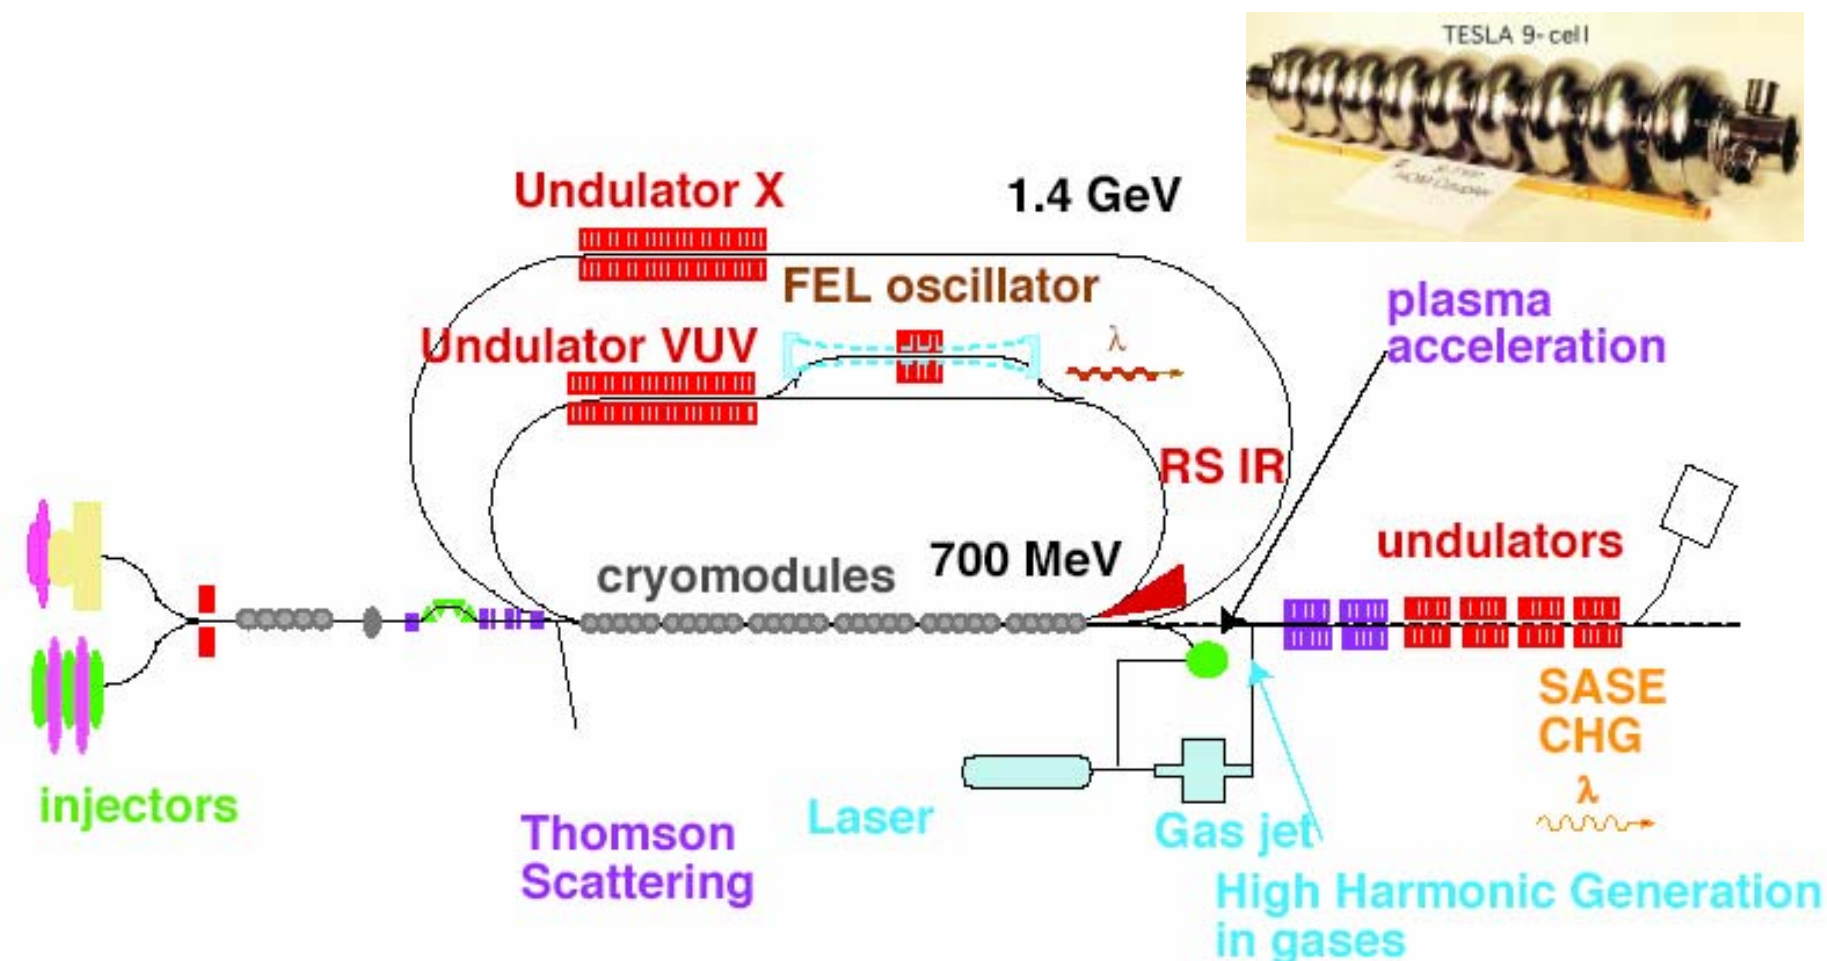 TESLA 9-cell
Undulator X
1.4 GeV
FEL oscillator
plasma
acceleration
Undulator VUV
λ
RS IR
undulators
700 MeV
cryomodules
SASE
CHG
λ
injectors
Thomson
Scattering
Laser
Gas jet
High Harmonic Generation
in gases